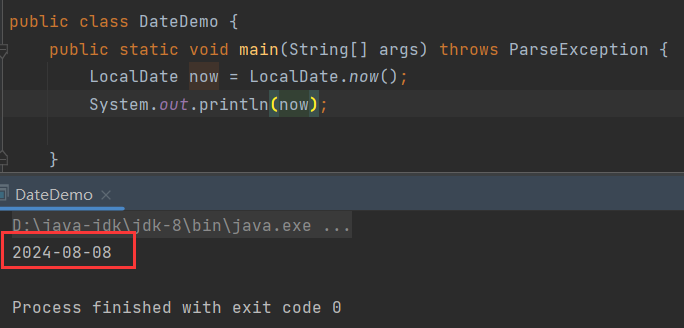 public class DateDemo {
public static void main(String[] args) throws ParseException {
LocalDate now = LocalDate.now();
System.out.println(now);
}
DateDemo ×
D:\java-jdk\jdk-8\bin\java.exe ...
2024-08-08
Process finished with exit code 0